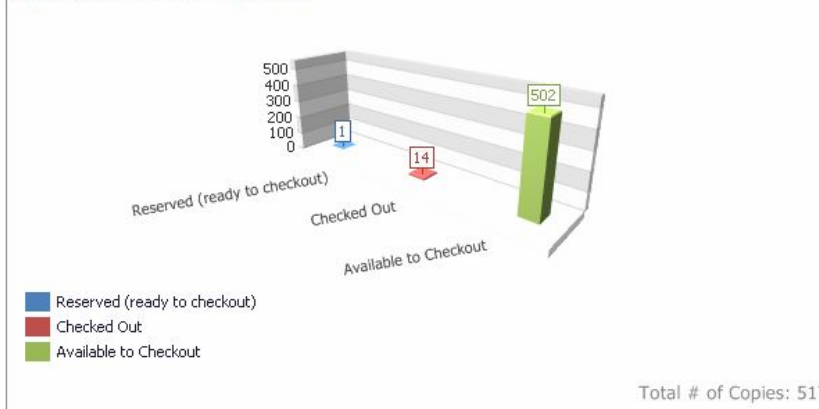 500
400
300
200
100
0
1
14
502
Reserved (ready to checkout)
Checked Out
Available to Checkout
Reserved (ready to checkout)
Checked Out
Available to Checkout
Total # of Copies: